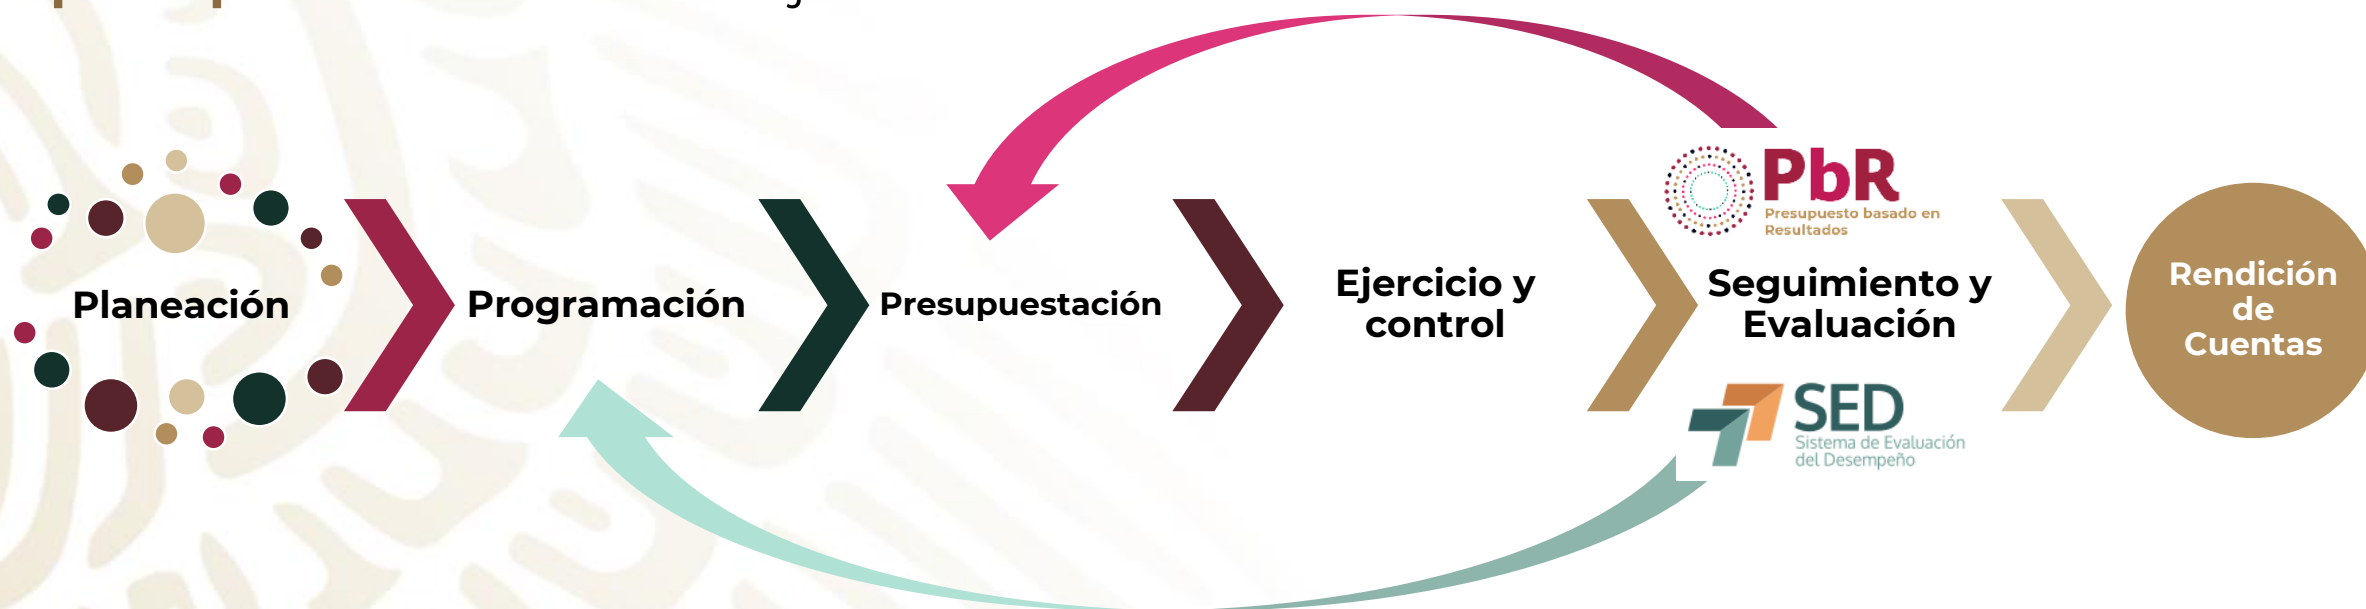 Planeación
Programación
Presupuestación
Ejercicio y
control
PbR
Presupuesto basado en
Resultados
Seguimiento y
Evaluación
SED
Sistema de Evaluación
del Desempeño
Rendición
de
Cuentas